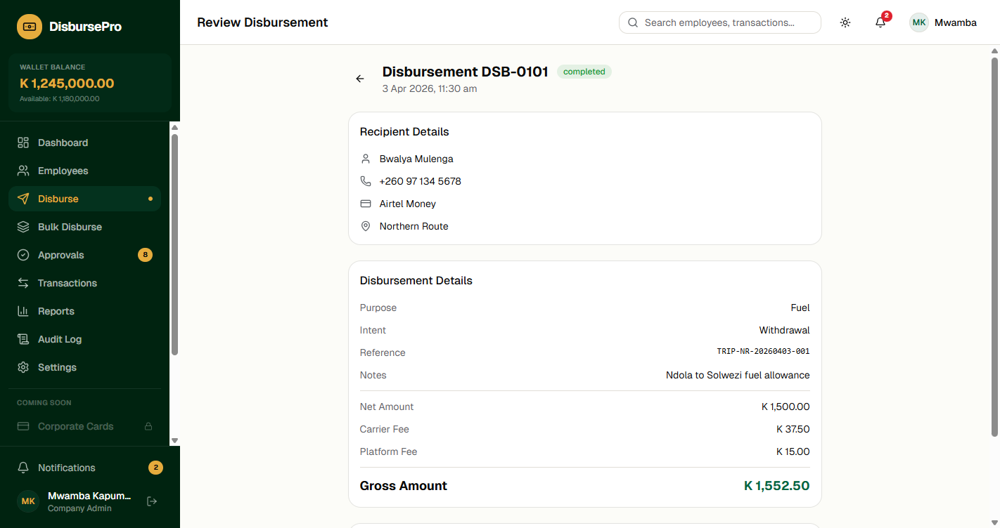 DisbursePro
WALLET BALANCE
K 1,245,000.00
Available: K 1,180,000.00
Dashboard
Employees
Disburse
Bulk Disburse
Approvals 8
Transactions
Reports
Audit Log
Settings
COMING SOON
Corporate Cards
Notifications 2
MK
Mwamba Kapum...
Company Admin
Review Disbursement
Search employees, transactions...
2
MK Mwamba
Disbursement DSB-0101 completed
3 Apr 2026, 11:30 am
Recipient Details
Bwalya Mulenga
+260 97 134 5678
Airtel Money
Northern Route
Disbursement Details
Purpose Fuel
Intent Withdrawal
Reference TRIP-NR-20260403-001
Notes Ndola to Solwezi fuel allowance
Net Amount K 1,500.00
Carrier Fee K 37.50
Platform Fee K 15.00
Gross Amount K 1,552.50